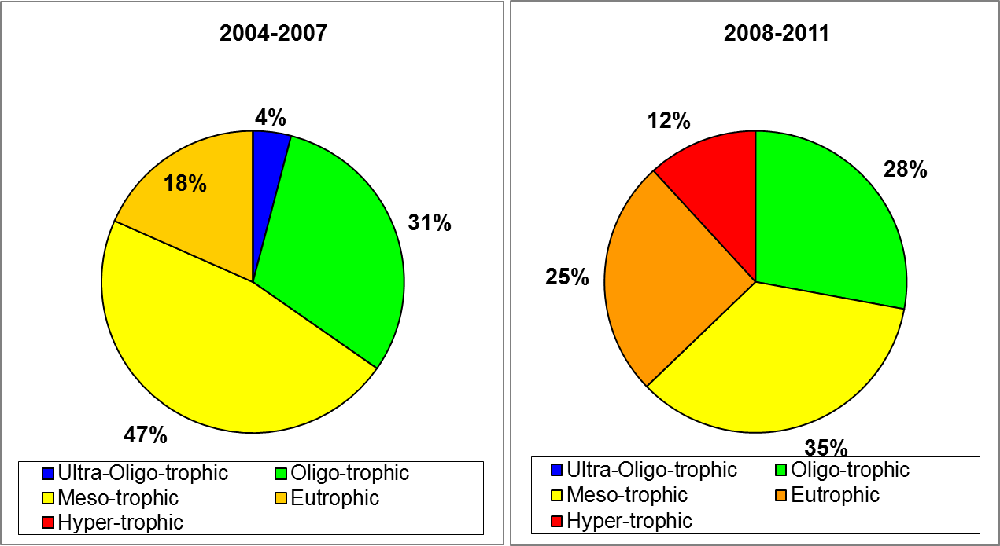 2004-2007
4%
18%
31%
47%
Ultra-Oligo-trophic Oligo-trophic
Meso-trophic Eutrophic
Hyper-trophic
2008-2011
12%
28%
25%
35%
Ultra-Oligo-trophic Oligo-trophic
Meso-trophic Eutrophic
Hyper-trophic